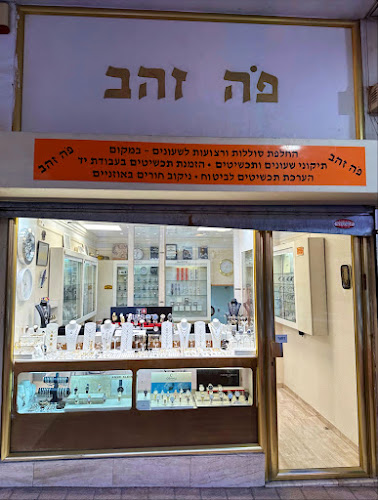 פה זהב
החלפת סוללות ורצועות לשעונים - במקום
פה זהב
תיקוני שעונים ותכשיטים • הזמנת תכשיטים בעבודת יד
פה זהב
הערכת תכשיטים לביטוח • ניקוב חורים באוזניים